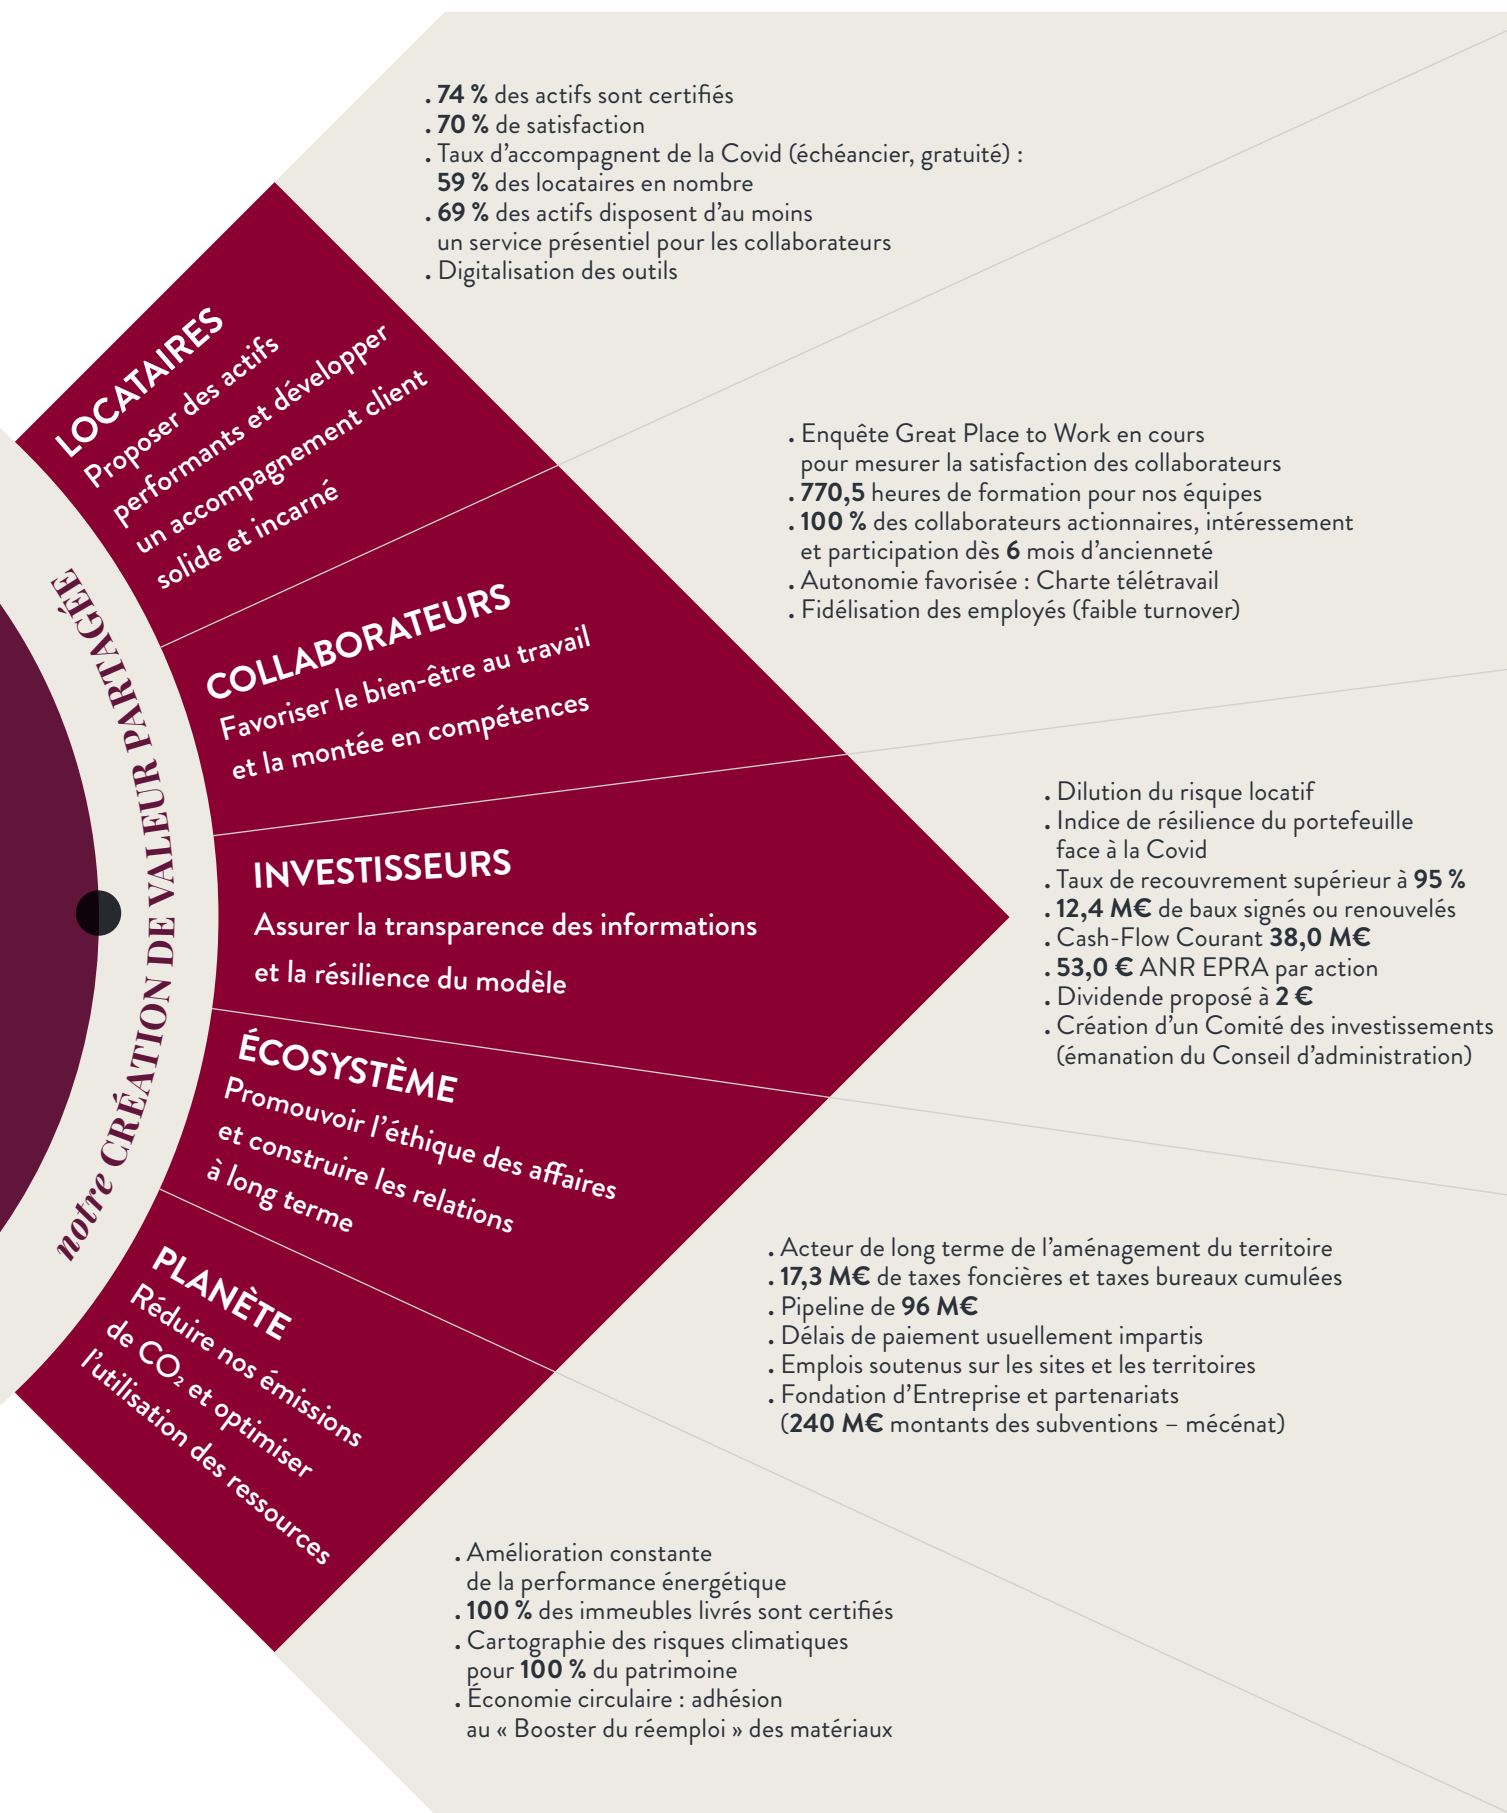 . 74 % des actifs sont certifiés
. 70 % de satisfaction
. Taux d’accompagnent de la Covid (échéancier, gratuité) :
59 % des locataires en nombre
. 69 % des actifs disposent d’au moins
un service présentiel pour les collaborateurs
. Digitalisation des outils
LOCATAIRES
Proposer des actifs
performants et développer
un accompagnement client
solide et incarné
. Enquête Great Place to Work en cours
pour mesurer la satisfaction des collaborateurs
. 770,5 heures de formation pour nos équipes
. 100 % des collaborateurs actionnaires, intéressement
et participation dès 6 mois d’ancienneté
. Autonomie favorisée : Charte télétravail
. Fidélisation des employés (faible turnover)
COLLABORATEURS
Favoriser le bien-être au travail
et la montée en compétences
notre CRÉATION DE VALEUR PARTAGÉE
. Dilution du risque locatif
. Indice de résilience du portefeuille
face à la Covid
. Taux de recouvrement supérieur à 95 %
. 12,4 M€ de baux signés ou renouvelés
. Cash-Flow Courant 38,0 M€
. 53,0 € ANR EPRA par action
. Dividende proposé à 2 €
. Création d’un Comité des investissements
(émanation du Conseil d’administration)
INVESTISSEURS
Assurer la transparence des informations
et la résilience du modèle
ÉCOSYSTÈME
Promouvoir l’éthique des affaires
et construire les relations
à long terme
. Acteur de long terme de l’aménagement du territoire
. 17,3 M€ de taxes foncières et taxes bureaux cumulées
. Pipeline de 96 M€
. Délais de paiement usuellement impartis
. Emplois soutenus sur les sites et les territoires
. Fondation d’Entreprise et partenariats
(240 M€ montants des subventions – mécénat)
PLANÈTE
Réduire nos émissions
de CO₂ et optimiser
l’utilisation des ressources
. Amélioration constante
de la performance énergétique
. 100 % des immeubles livrés sont certifiés
. Cartographie des risques climatiques
pour 100 % du patrimoine
. Économie circulaire : adhésion
au « Booster du réemploi » des matériaux